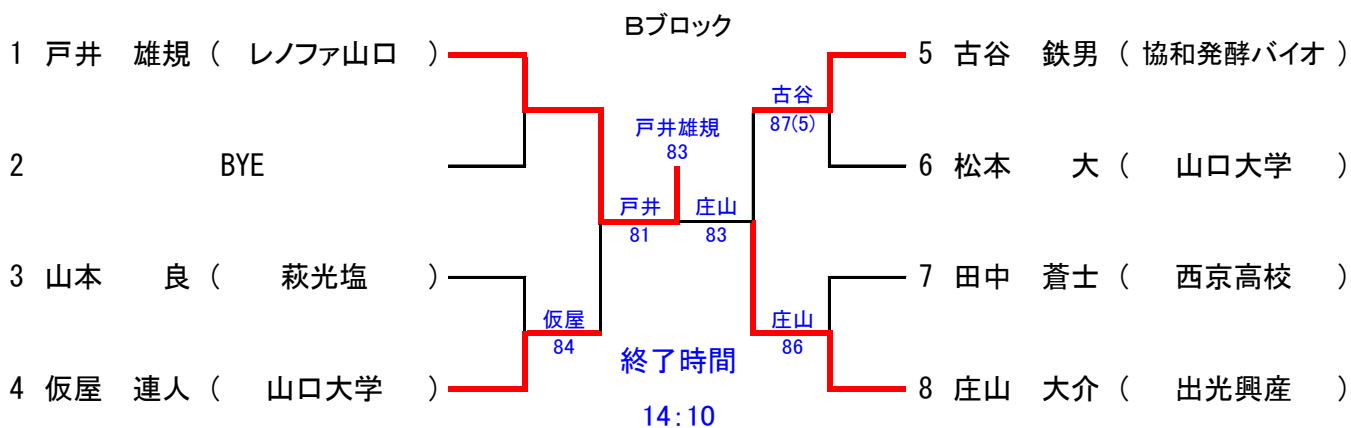 Bブロック
1 戸井 雄規 ( レノファ山口 )
5 古谷 鉄男 ( 協和発酵バイオ )
古谷
87(5)
戸井雄規
83
2 BYE
6 松本 大 ( 山口大学 )
戸井
81
庄山
83
3 山本 良 ( 萩光塩 )
7 田中 蒼士 ( 西京高校 )
仮屋
84
庄山
86
終了時間
4 仮屋 連人 ( 山口大学 )
8 庄山 大介 ( 出光興産 )
14:10